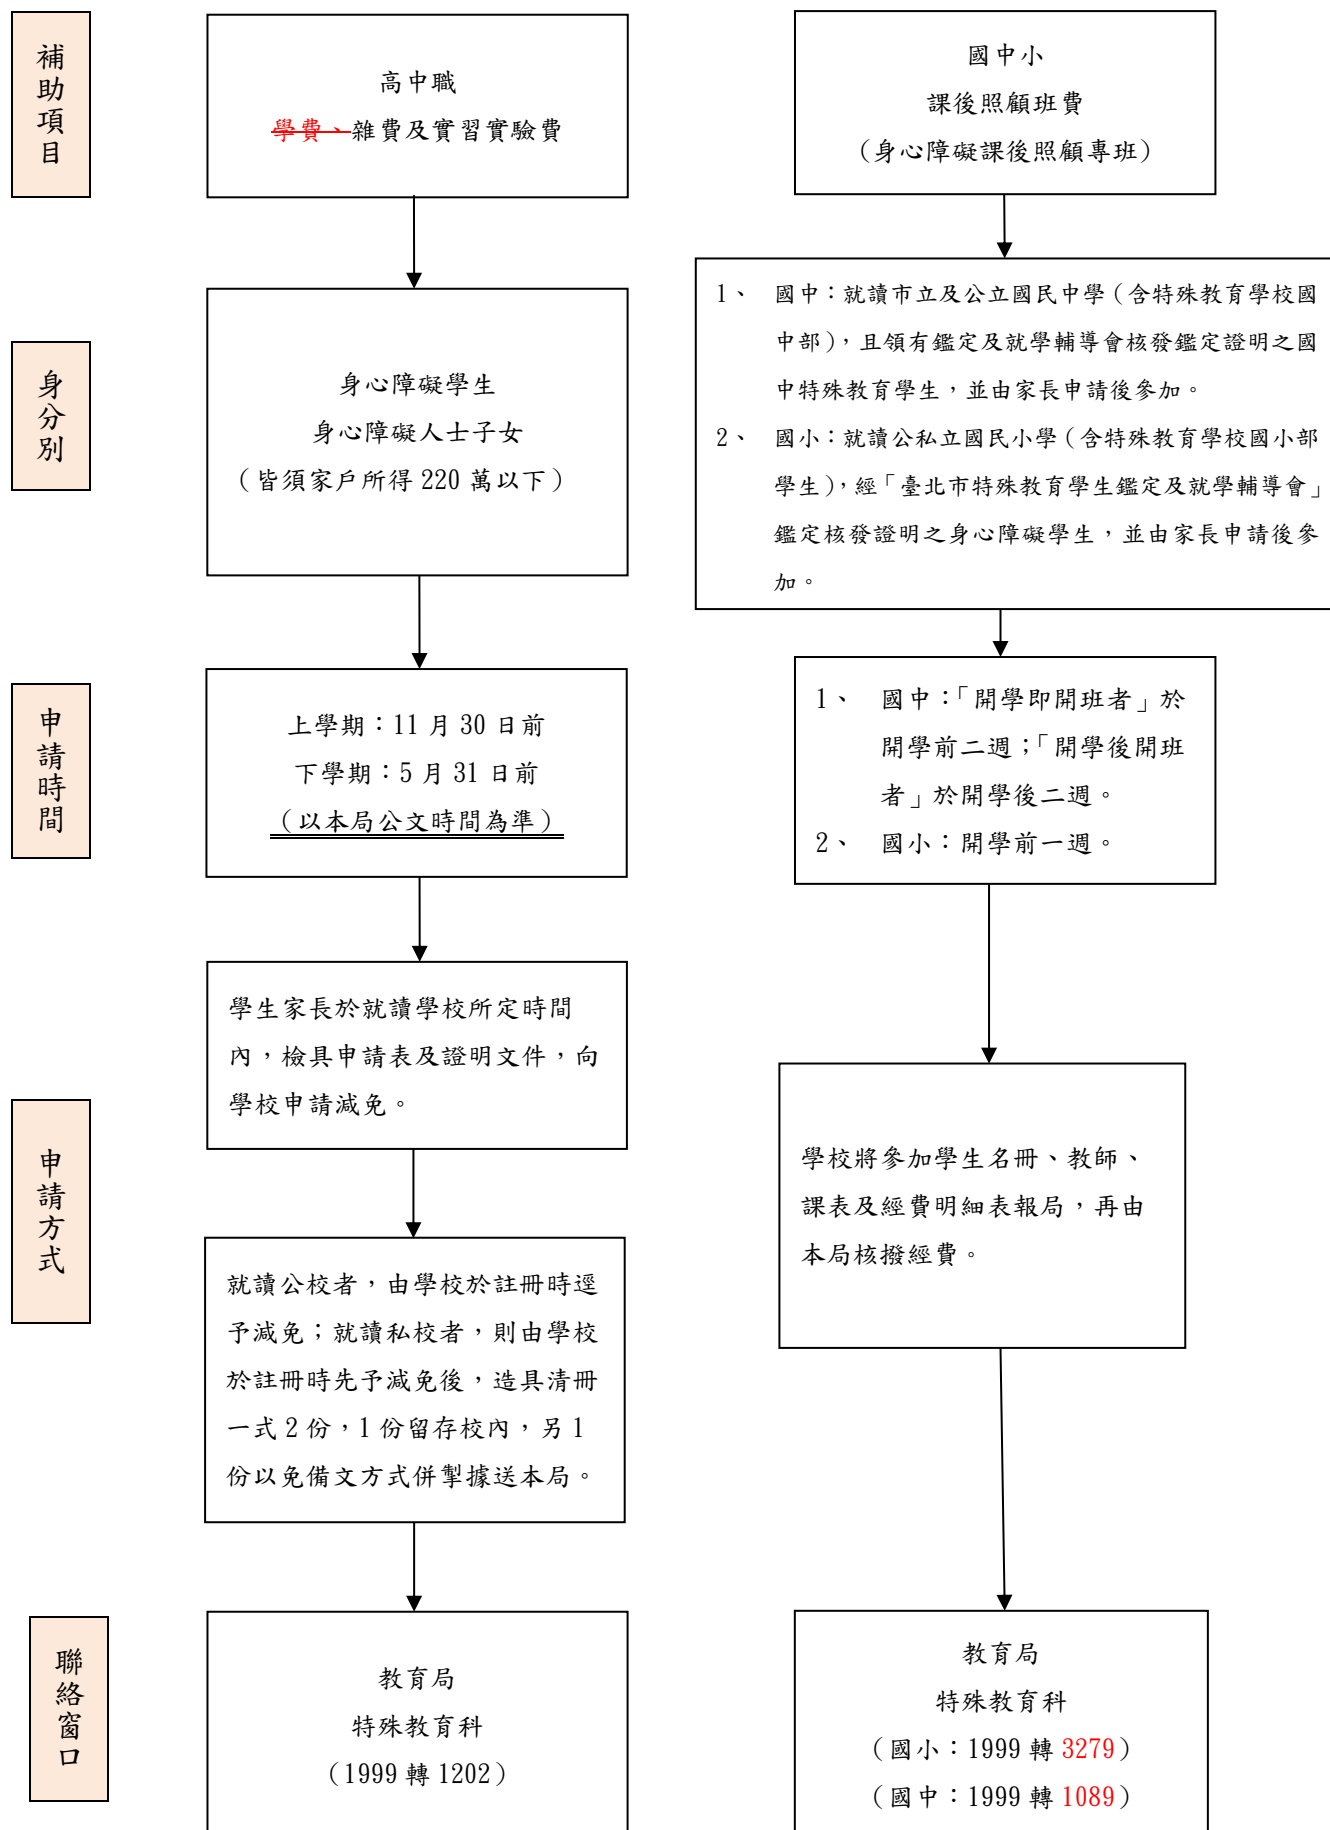 補助項目
高中職
學費、雜費及實習實驗費
國中小
課後照顧班費
（身心障礙課後照顧專班）
身分別
身心障礙學生
身心障礙人士子女
（皆須家戶所得 220 萬以下）
1、 國中：就讀市立及公立國民中學（含特殊教育學校國
中部），且領有鑑定及就學輔導會核發鑑定證明之國
中特殊教育學生，並由家長申請後參加。
2、 國小：就讀公私立國民小學（含特殊教育學校國小部
學生），經「臺北市特殊教育學生鑑定及就學輔導會」
鑑定核發證明之身心障礙學生，並由家長申請後參
加。
申請時間
上學期：11 月 30 日前
下學期：5 月 31 日前
（以本局公文時間為準）
1、 國中：「開學即開班者」於
開學前二週；「開學後開班
者」於開學後二週。
2、 國小：開學前一週。
申請方式
學生家長於就讀學校所定時間
內，檢具申請表及證明文件，向
學校申請減免。
就讀公校者，由學校於註冊時逕
予減免；就讀私校者，則由學校
於註冊時先予減免後，造具清冊
一式 2 份，1 份留存校內，另 1
份以免備文方式併掣據送本局。
學校將參加學生名冊、教師、
課表及經費明細表報局，再由
本局核撥經費。
聯絡窗口
教育局
特殊教育科
（1999 轉 1202）
教育局
特殊教育科
（國小：1999 轉 3279）
（國中：1999 轉 1089）